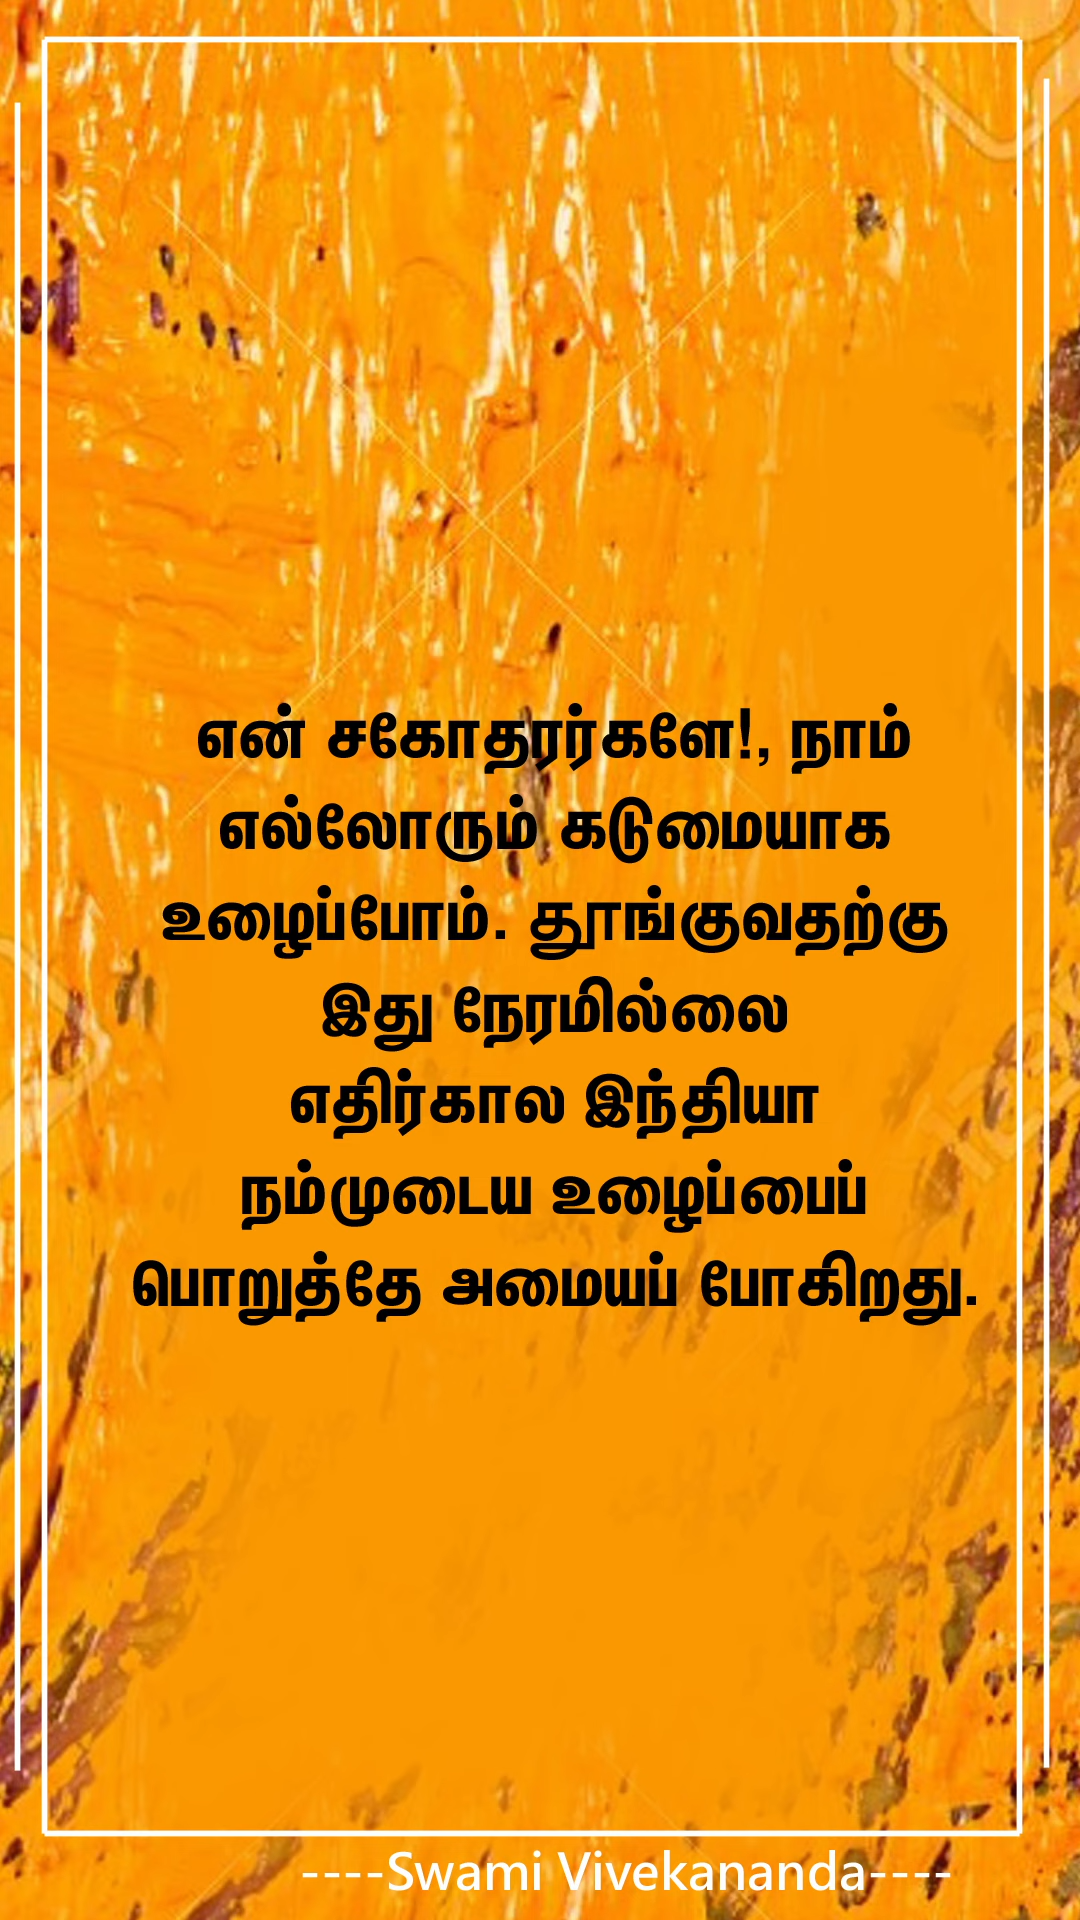 என் சகோதரர்களே!, நாம்
எல்லோரும் கடுமையாக
உழைப்போம். தூங்குவதற்கு
இது நேரமில்லை
எதிர்கால இந்தியா
நம்முடைய உழைப்பைப்
பொறுத்தே அமையப் போகிறது.
----Swami Vivekananda----